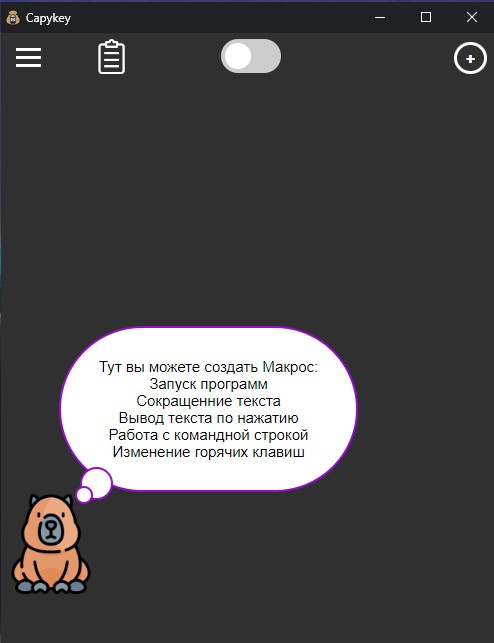 Capykey
Тут вы можете создать Макрос:
Запуск программ
Сокращенние текста
Вывод текста по нажатию
Работа с командной строкой
Изменение горячих клавиш